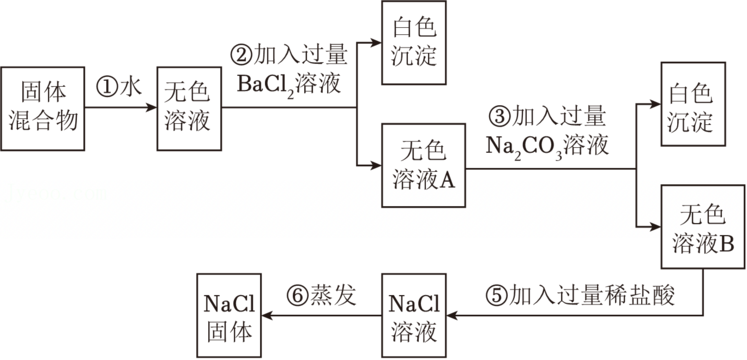 固体
混合物
①水
无色
溶液
②加入过量
BaCl₂溶液
白色
沉淀
无色
溶液A
③加入过量
Na₂CO₃溶液
白色
沉淀
无色
溶液B
⑤加入过量稀盐酸
NaCl
溶液
⑥蒸发
NaCl
固体